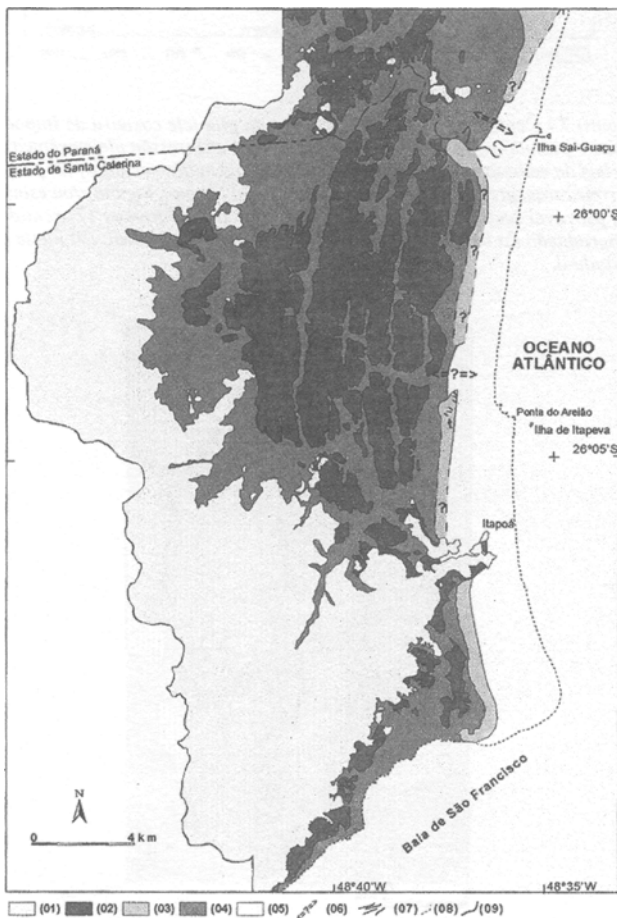 Estado do Paraná
Estado de Santa Catarina
Ilha Saí-Guaçu
26°00'S
OCEANO
ATLÂNTICO
Ponta do Areião
Ilha de Itapeva
26°05'S
Itapoá
Baia de São Francisco
N
0 4 km
48°40'W 48°35'W
(01) (02) (03) (04) (05) (06) (07) (08) (09)